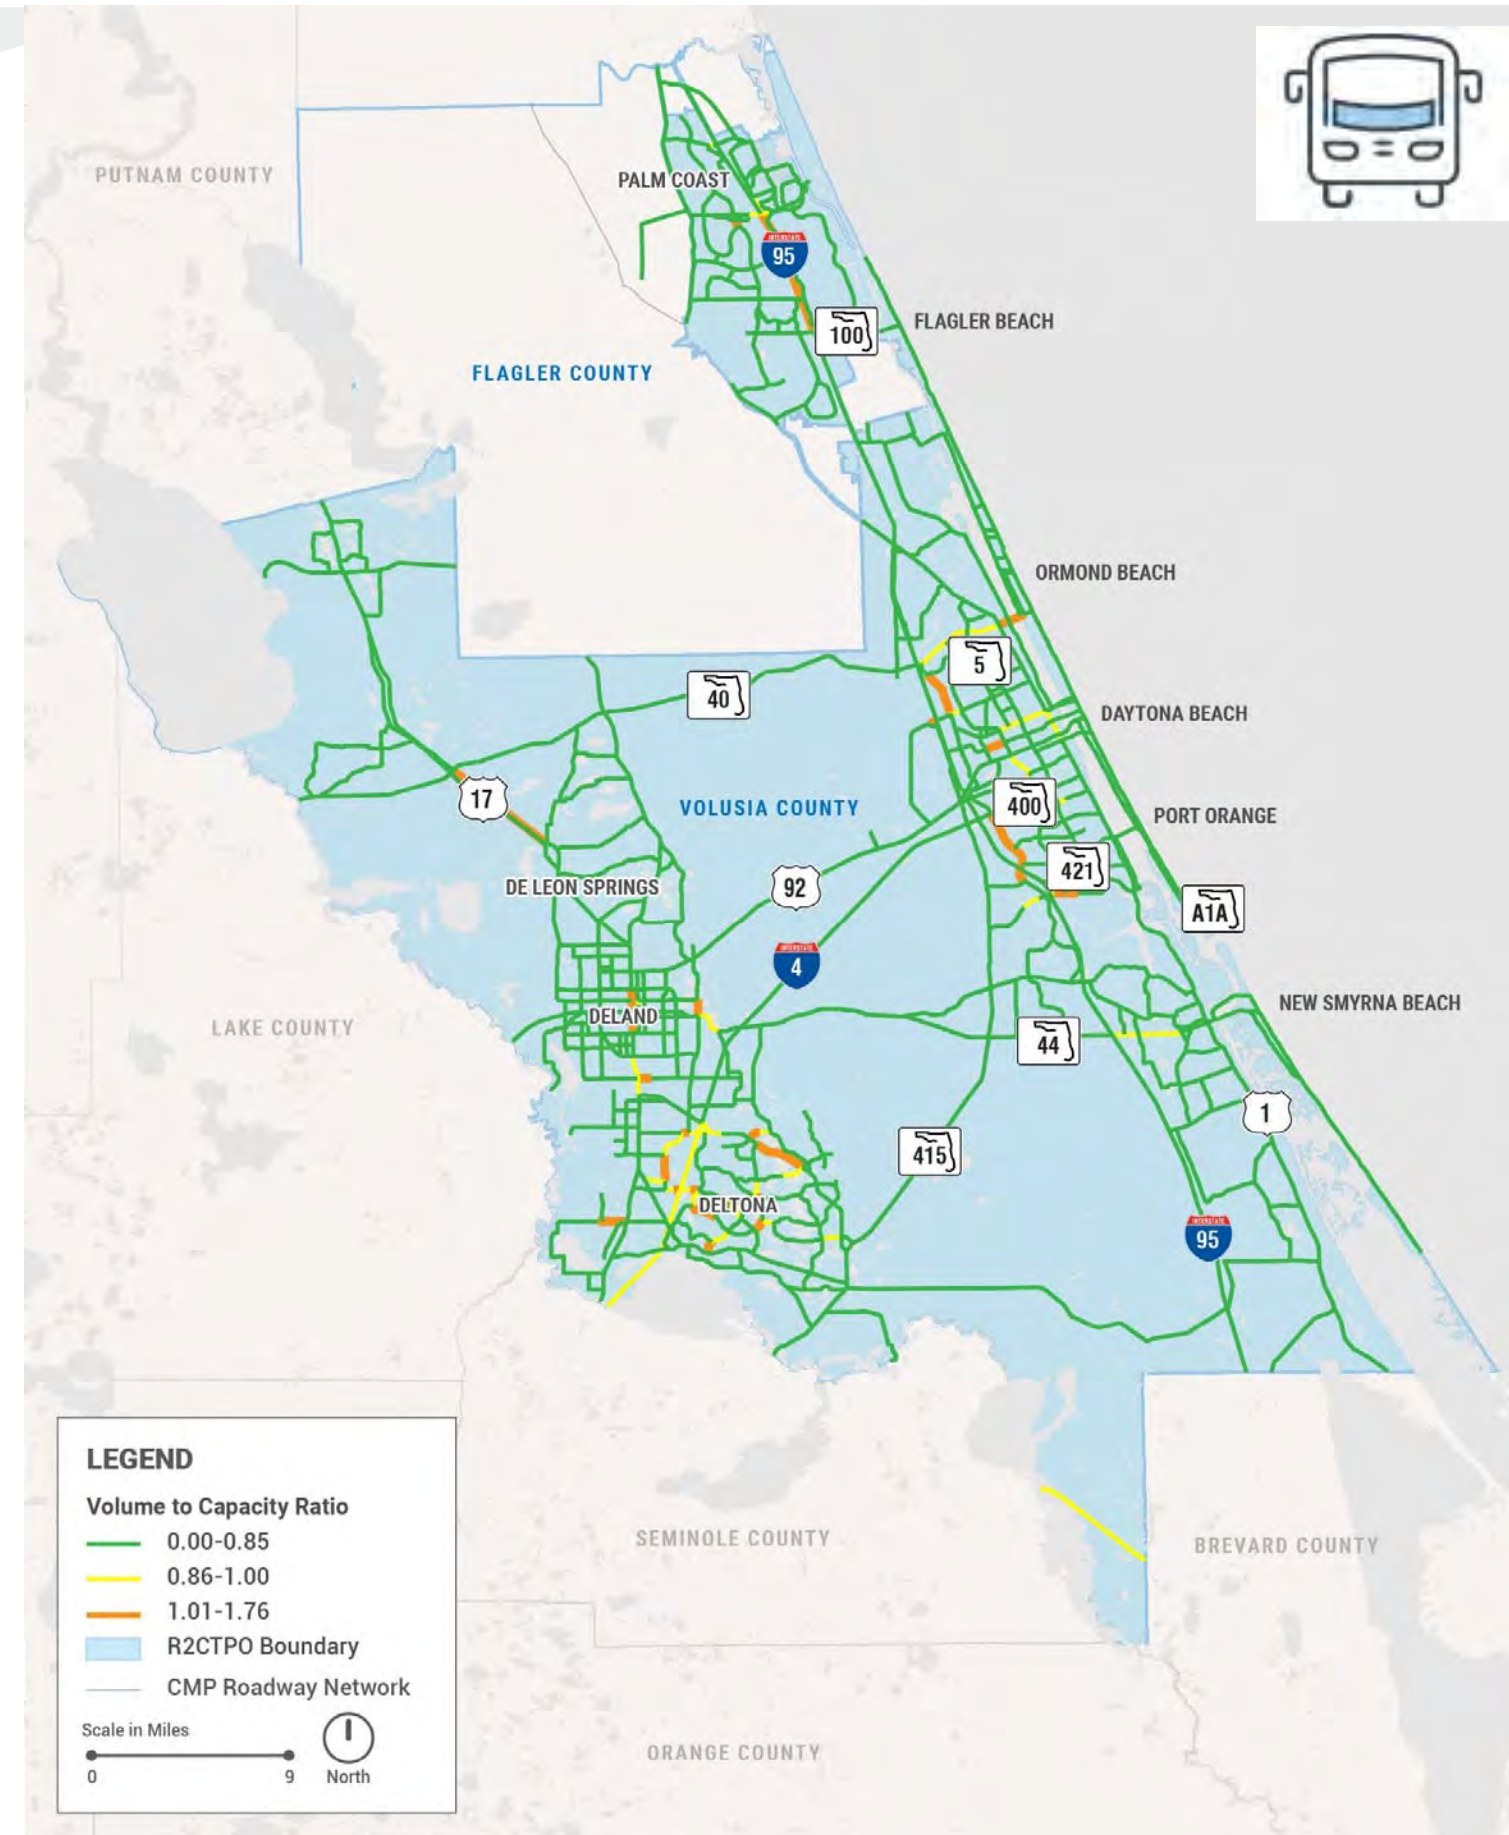 PUTNAM COUNTY
PALM COAST
INTERSTATE
95
100
FLAGLER BEACH
FLAGLER COUNTY
ORMOND BEACH
5
40
DAYTONA BEACH
17
VOLUSIA COUNTY
400
PORT ORANGE
421
DE LEON SPRINGS
92
A1A
INTERSTATE
4
NEW SMYRNA BEACH
DELAND
LAKE COUNTY
44
1
415
DELTONA
INTERSTATE
95
LEGEND
Volume to Capacity Ratio
0.00-0.85
0.86-1.00
1.01-1.76
R2CTPO Boundary
CMP Roadway Network
Scale in Miles
0
9
North
SEMINOLE COUNTY
BREVARD COUNTY
ORANGE COUNTY